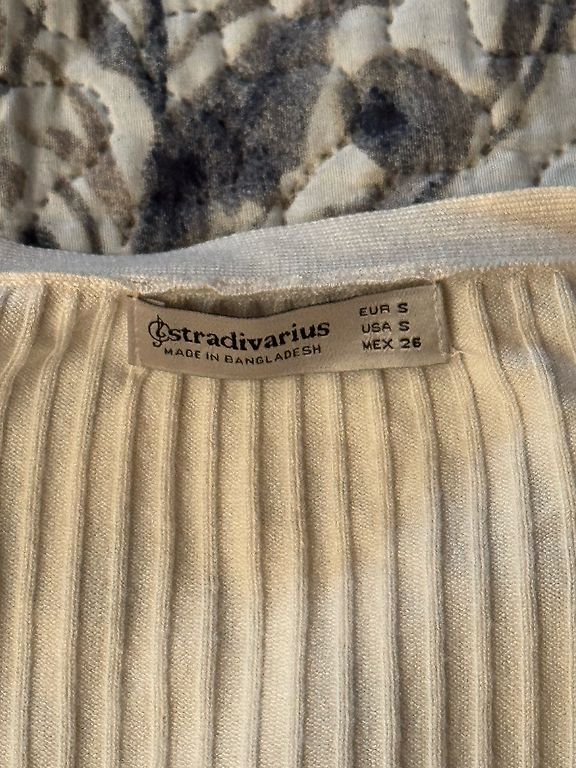 stradivarius
MADE IN BANGLADESH
EUR S
USA S
MEX 26